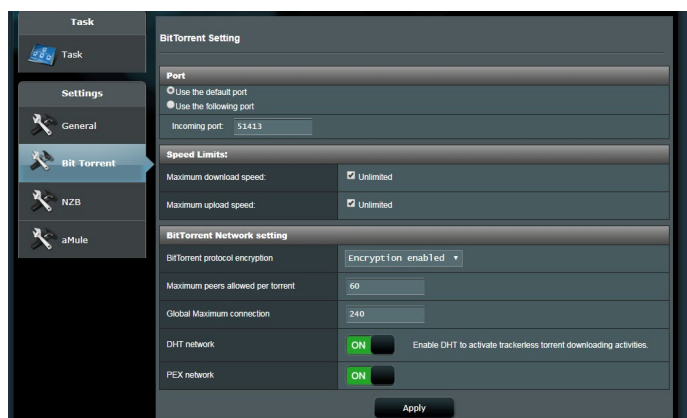 Task
Task
Settings
General
Bit Torrent
NZB
aMule
BitTorrent Setting
Port
Use the default port
Use the following port
Incoming port: 51413
Speed Limits:
Maximum download speed: Unlimited
Maximum upload speed: Unlimited
BitTorrent Network setting
BitTorrent protocol encryption Encryption enabled
Maximum peers allowed per torrent 60
Global Maximum connection 240
DHT network ON Enable DHT to activate trackerless torrent downloading activities.
PEX network ON
Apply